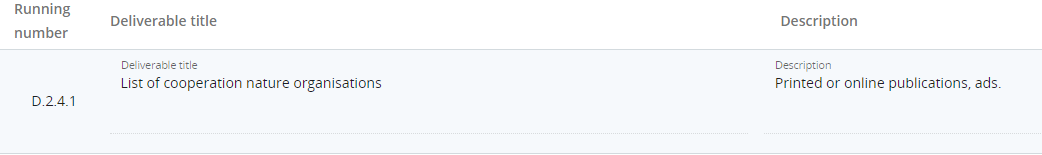 Running
number
Deliverable title
Description
Deliverable title
Description
List of cooperation nature organisations
Printed or online publications, ads.
D.2.4.1